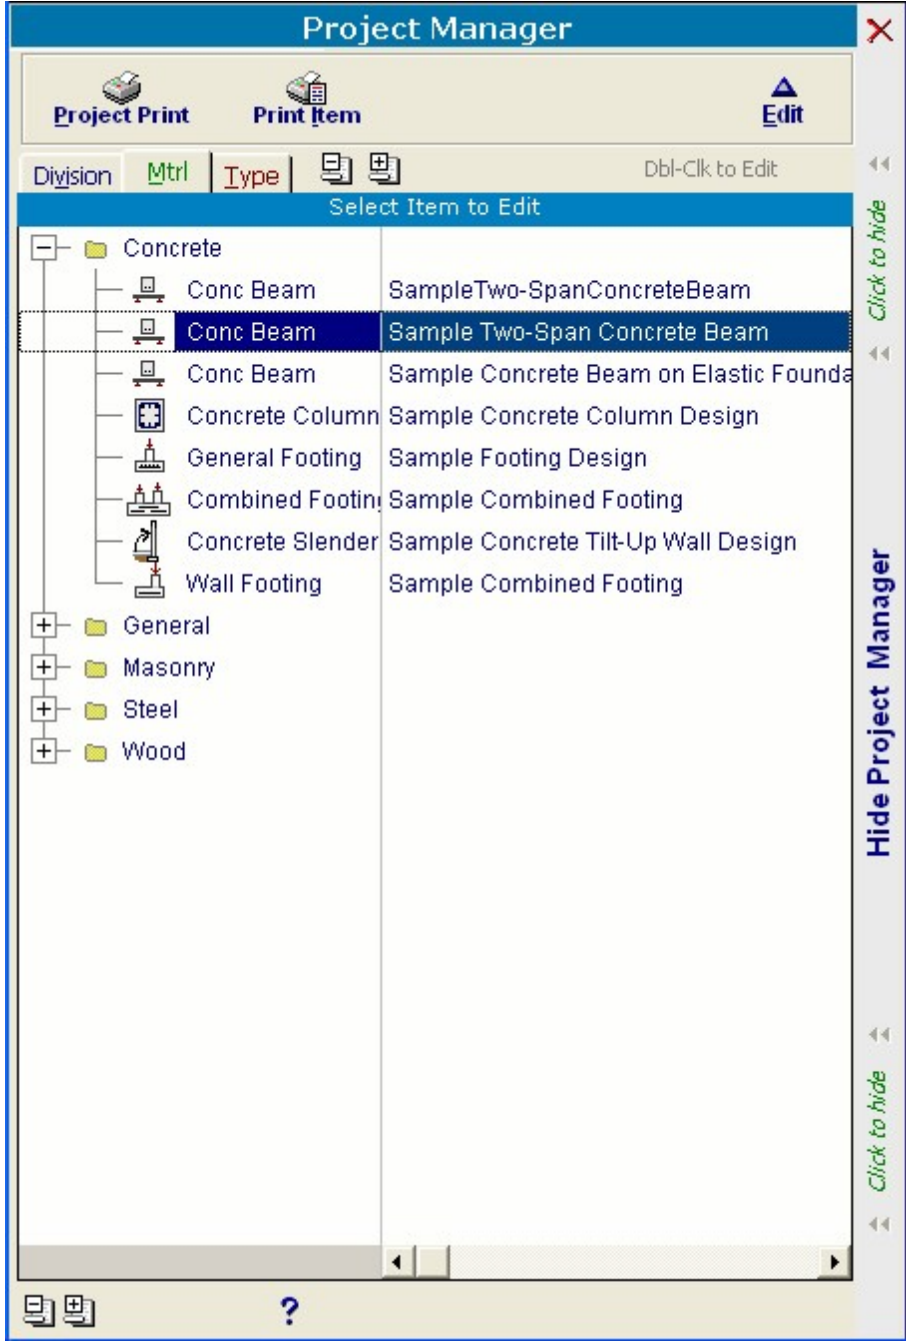 Project Manager
Project Print
Print Item
Edit
Division
Mtrl
Type
Dbl-Clk to Edit
Select Item to Edit
Concrete
Conc Beam SampleTwo-SpanConcreteBeam
Conc Beam Sample Two-Span Concrete Beam
Conc Beam Sample Concrete Beam on Elastic Founda
Concrete Column Sample Concrete Column Design
General Footing Sample Footing Design
Combined Footin Sample Combined Footing
Concrete Slender Sample Concrete Tilt-Up Wall Design
Wall Footing Sample Combined Footing
General
Masonry
Steel
Wood
?
Click to hide
Hide Project Manager
Click to hide